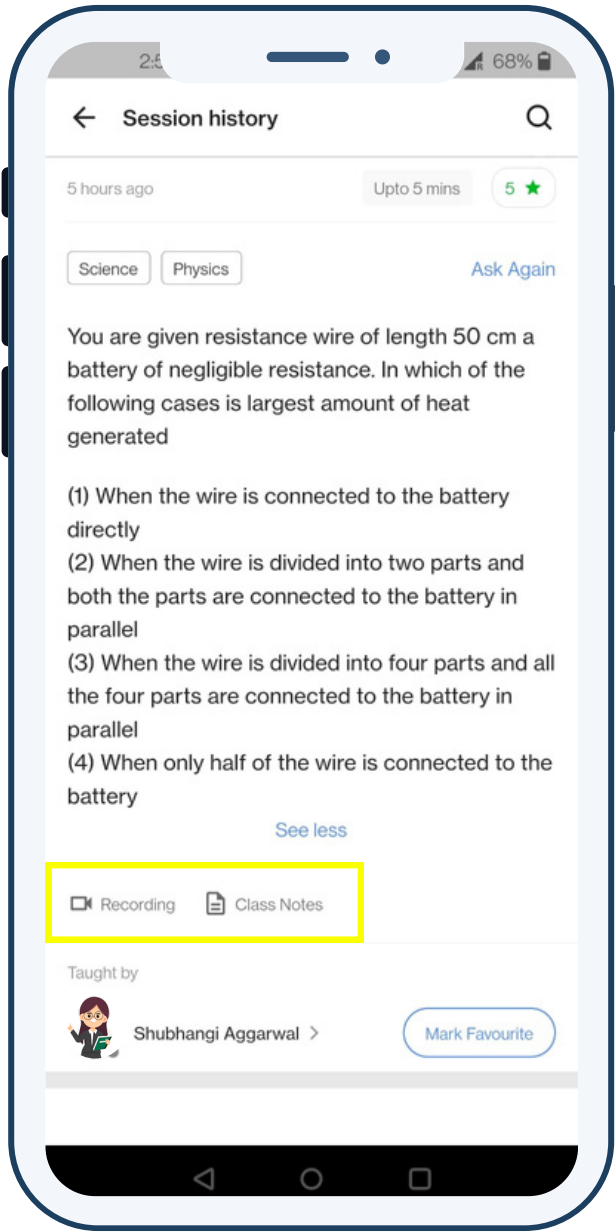 2:5
R 68%
Session history
5 hours ago Upto 5 mins 5 ★
Science Physics Ask Again
You are given resistance wire of length 50 cm a
battery of negligible resistance. In which of the
following cases is largest amount of heat
generated
(1) When the wire is connected to the battery
directly
(2) When the wire is divided into two parts and
both the parts are connected to the battery in
parallel
(3) When the wire is divided into four parts and all
the four parts are connected to the battery in
parallel
(4) When only half of the wire is connected to the
battery
See less
Recording Class Notes
Taught by
Shubhangi Aggarwal
Mark Favourite